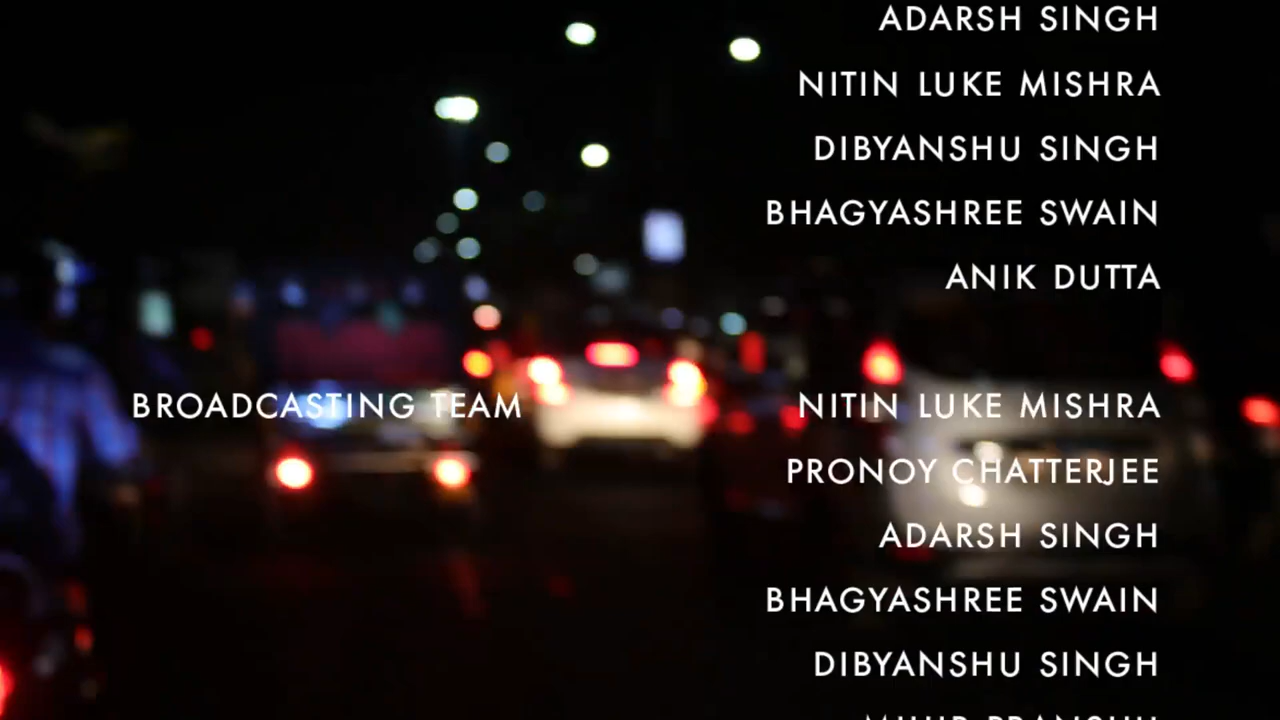 ADARSH SINGH
NITIN LUKE MISHRA
DIBYANSHU SINGH
BHAGYASHREE SWAIN
ANIK DUTTA
BROADCASTING TEAM NITIN LUKE MISHRA
PRONOY CHATTERJEE
ADARSH SINGH
BHAGYASHREE SWAIN
DIBYANSHU SINGH